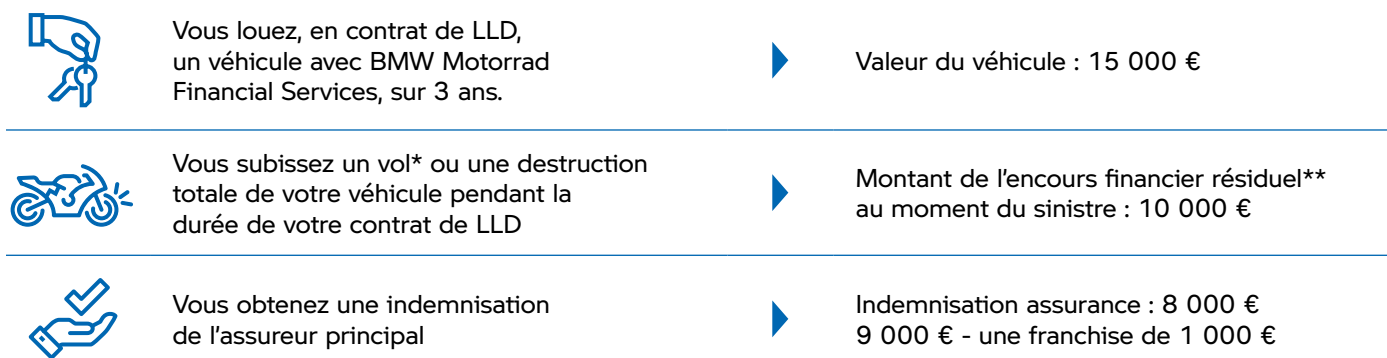 Vous louez, en contrat de LLD,
un véhicule avec BMW Motorrad
Financial Services, sur 3 ans.
Valeur du véhicule : 15 000 €
Vous subissez un vol* ou une destruction
totale de votre véhicule pendant la
durée de votre contrat de LLD
Montant de l’encours financier résiduel**
au moment du sinistre : 10 000 €
Vous obtenez une indemnisation
de l’assureur principal
Indemnisation assurance : 8 000 €
9 000 € - une franchise de 1 000 €